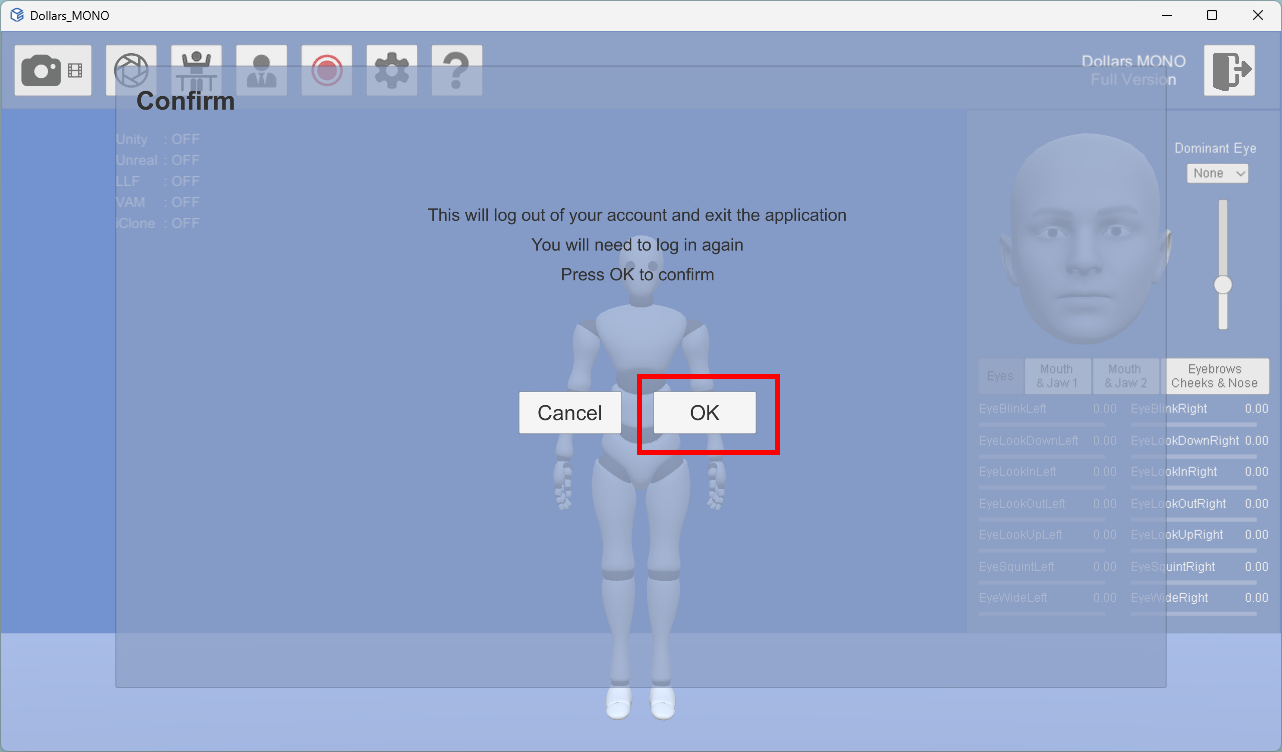 Dollars_MONO
Dollars MONO
Full Version
Confirm
Unity : OFF
Unreal : OFF
LLF : OFF
VAM : OFF
iClone : OFF
This will log out of your account and exit the application
You will need to log in again
Press OK to confirm
Cancel
OK
Dominant Eye
None
Eyes
Mouth
& Jaw 1
Mouth
& Jaw 2
Eyebrows
Cheeks & Nose
EyeBlinkLeft 0.00 EyeBlinkRight 0.00
EyeLookDownLeft 0.00 EyeLookDownRight 0.00
EyeLookInLeft 0.00 EyeLookInRight 0.00
EyeLookOutLeft 0.00 EyeLookOutRight 0.00
EyeLookUpLeft 0.00 EyeLookUpRight 0.00
EyeSquintLeft 0.00 EyeSquintRight 0.00
EyeWideLeft 0.00 EyeWideRight 0.00